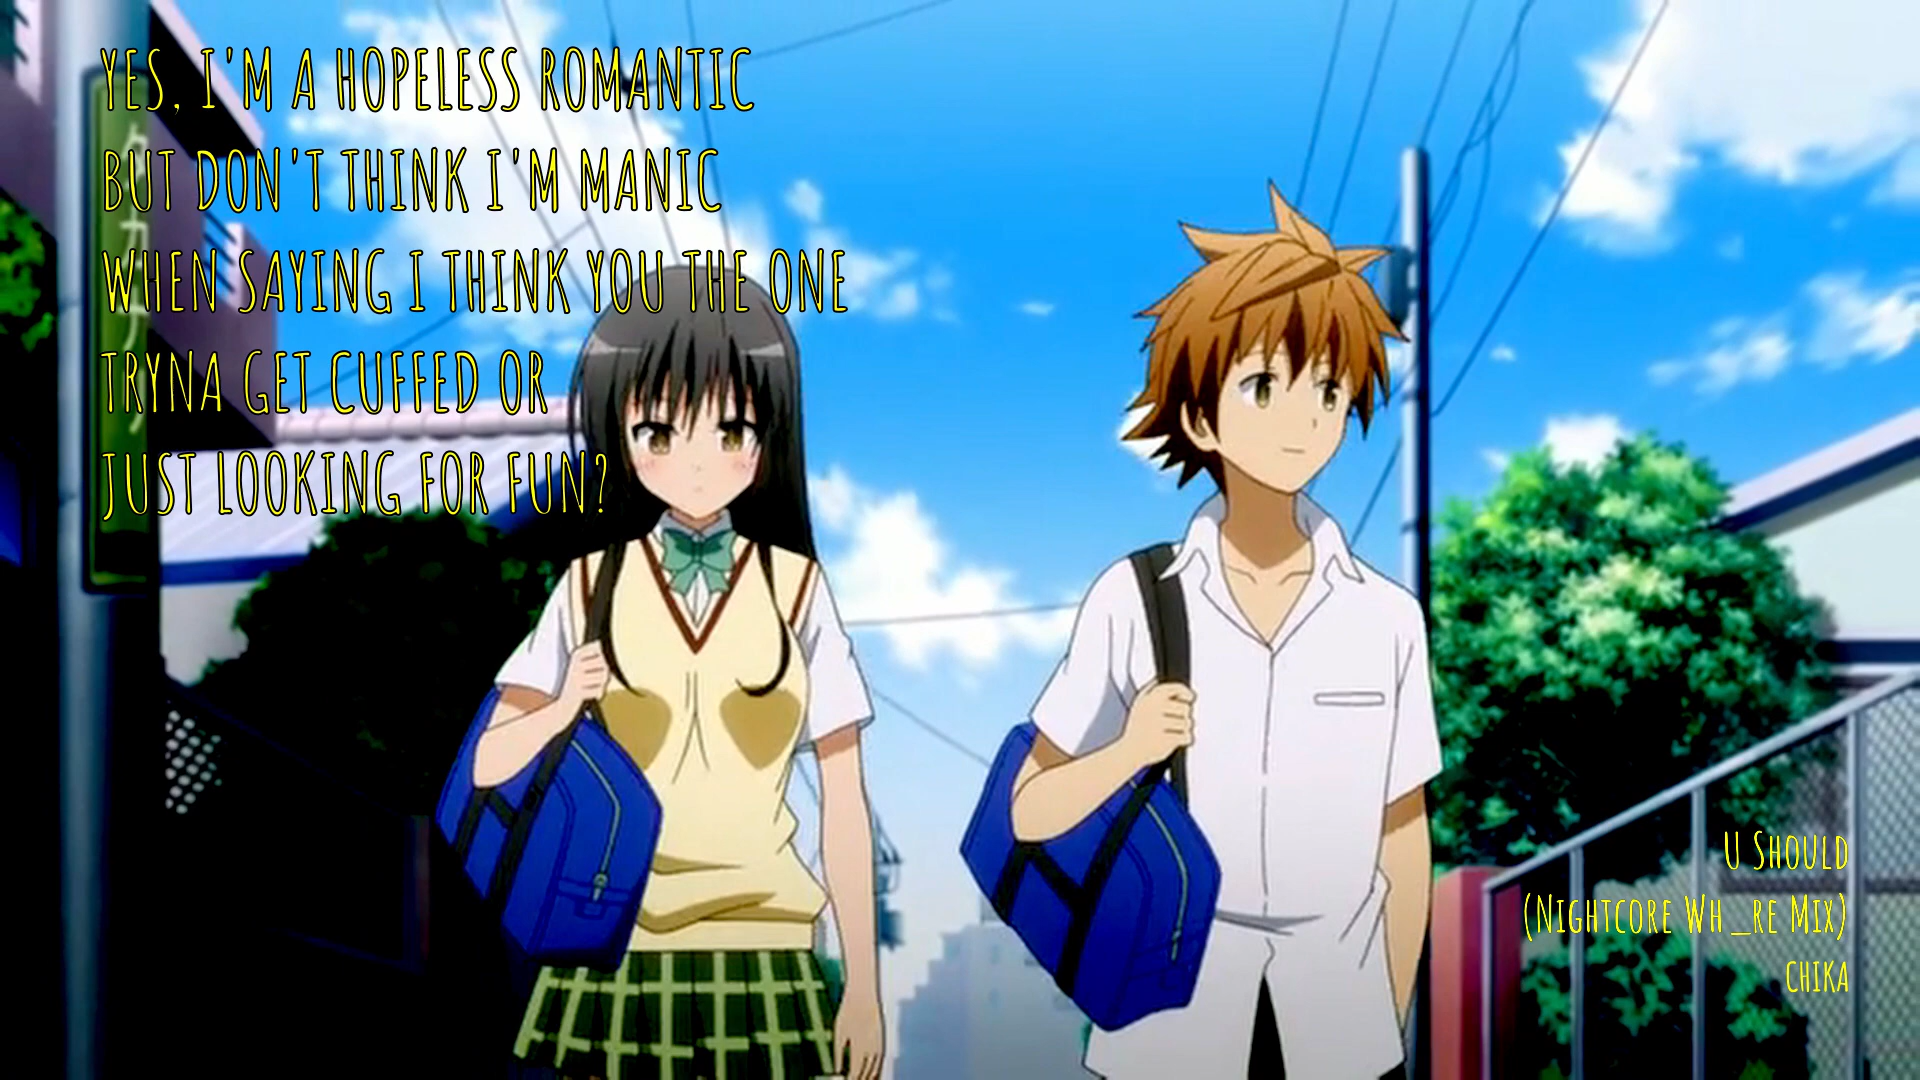 YES, I'M A HOPELESS ROMANTIC
BUT DON'T THINK I'M MANIC
WHEN SAYING I THINK YOU THE ONE
TRYNA GET CUFFED OR
JUST LOOKING FOR FUN?
U SHOULD
(NIGHTCORE WH_RE MIX)
CHIKA